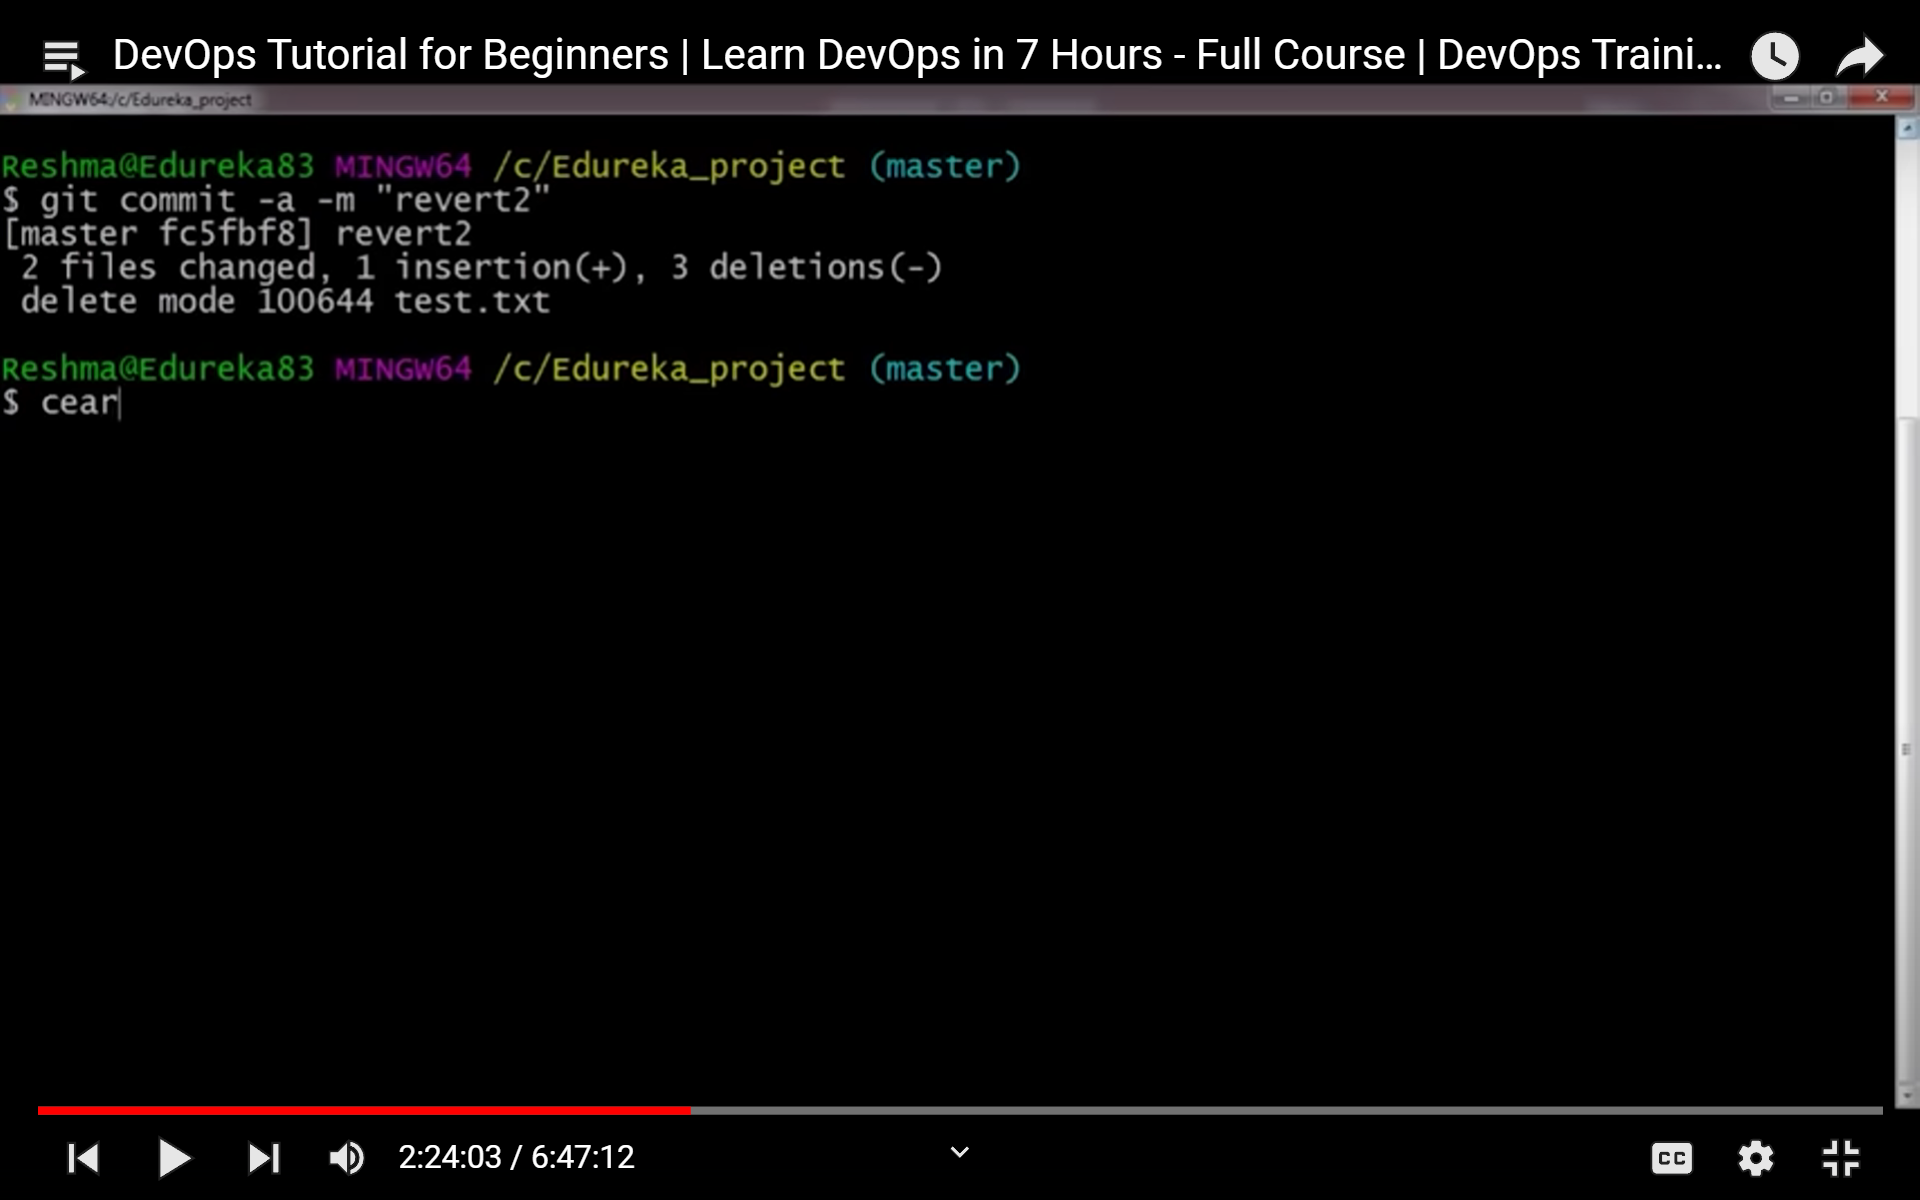 DevOps Tutorial for Beginners | Learn DevOps in 7 Hours - Full Course | DevOps Traini...
MINGW64:/c/Edureka_project
Reshma@Edureka83 MINGW64 /c/Edureka_project (master)
$ git commit -a -m "revert2"
[master fc5fbf8] revert2
 2 files changed, 1 insertion(+), 3 deletions(-)
 delete mode 100644 test.txt
Reshma@Edureka83 MINGW64 /c/Edureka_project (master)
$ cear
2:24:03 / 6:47:12
CC